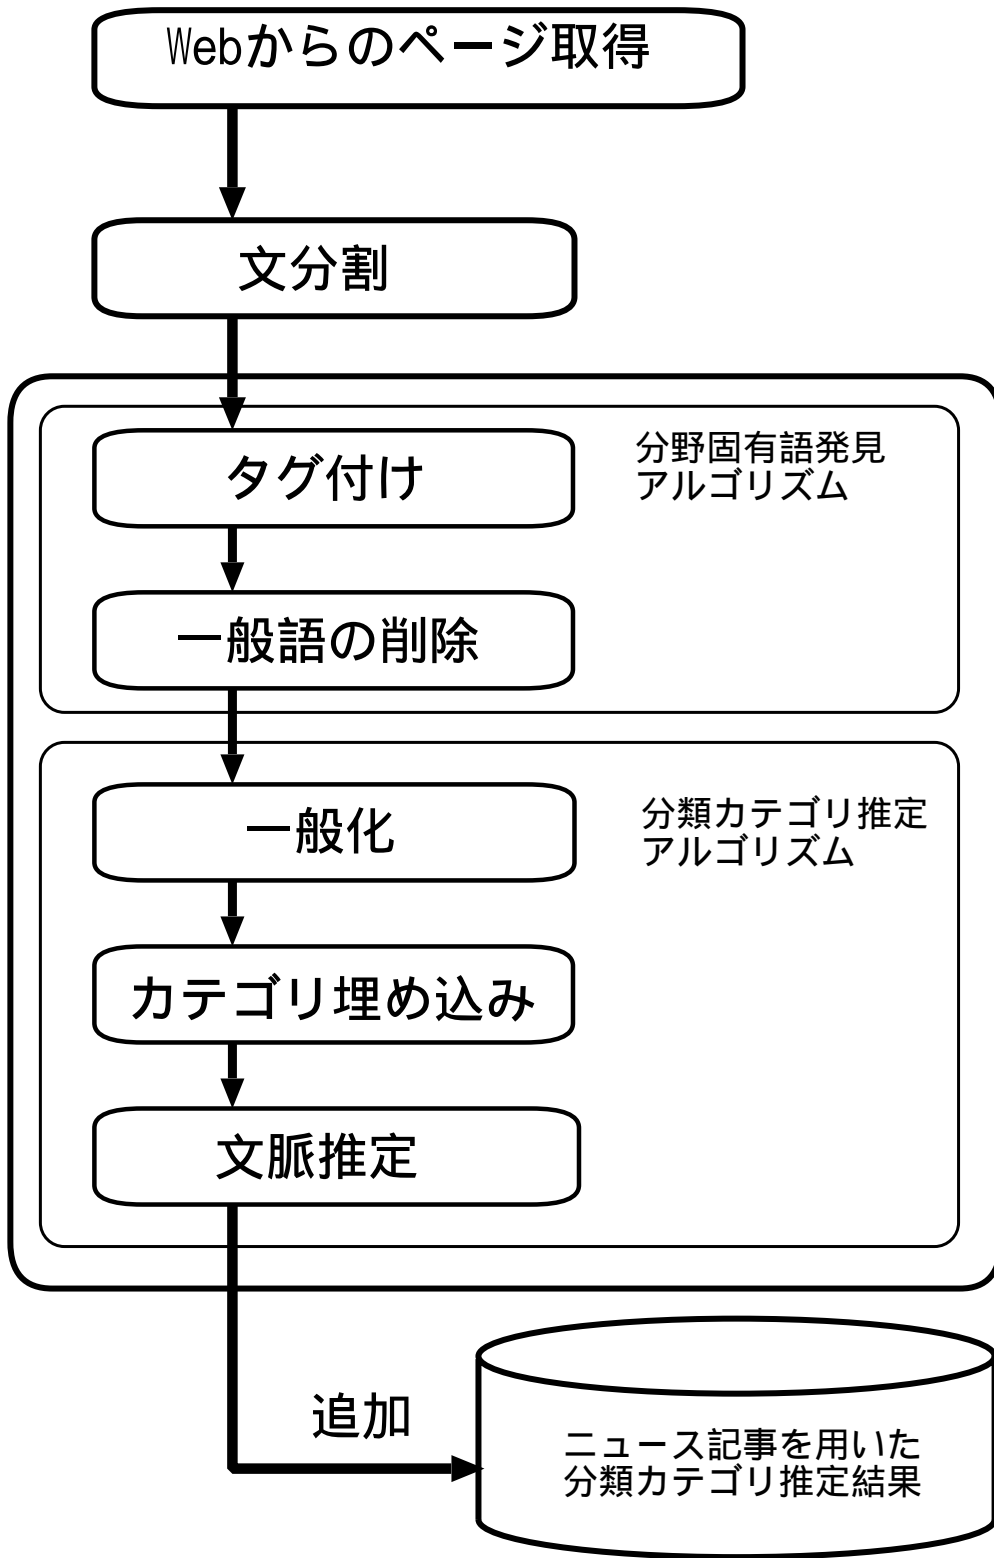 Webからのページ取得
文分割
タグ付け
分野固有語発見
アルゴリズム
一般語の削除
一般化
分類カテゴリ推定
アルゴリズム
カテゴリ埋め込み
文脈推定
追加
ニュース記事を用いた
分類カテゴリ推定結果